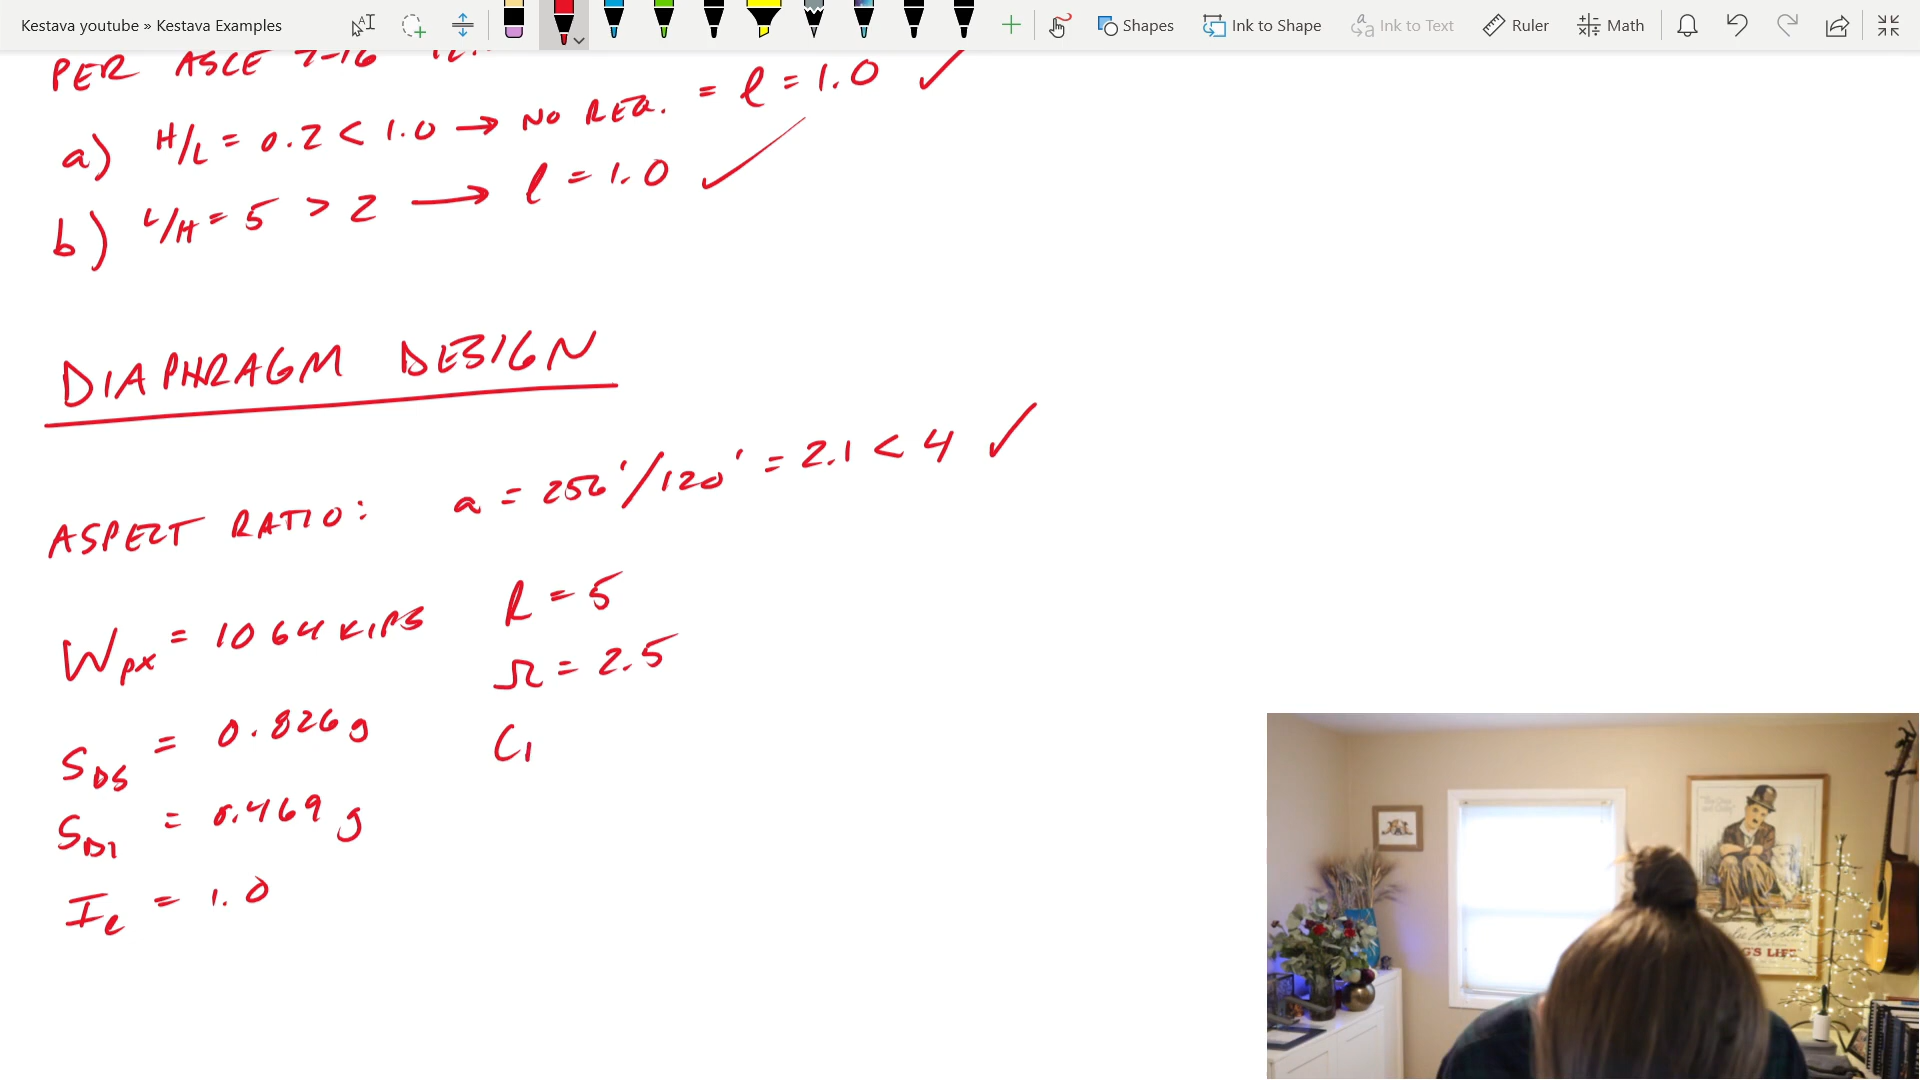 Kestava youtube » Kestava Examples
Shapes
Ink to Shape
Ink to Text
Ruler
Math
PER ASCE 7-16
a) H/L = 0.2 < 1.0 → NO REQ. = ρ = 1.0 ✓
b) L/H = 5 > 2 → ρ = 1.0 ✓
DIAPHRAGM DESIGN
ASPECT RATIO: a = 256'/120' = 2.1 < 4 ✓
Wpx = 1064 KIPS R = 5
Ω = 2.5
SDS = 0.826 g C1
SD1 = 0.469 g
Ie = 1.0
'S LIFE